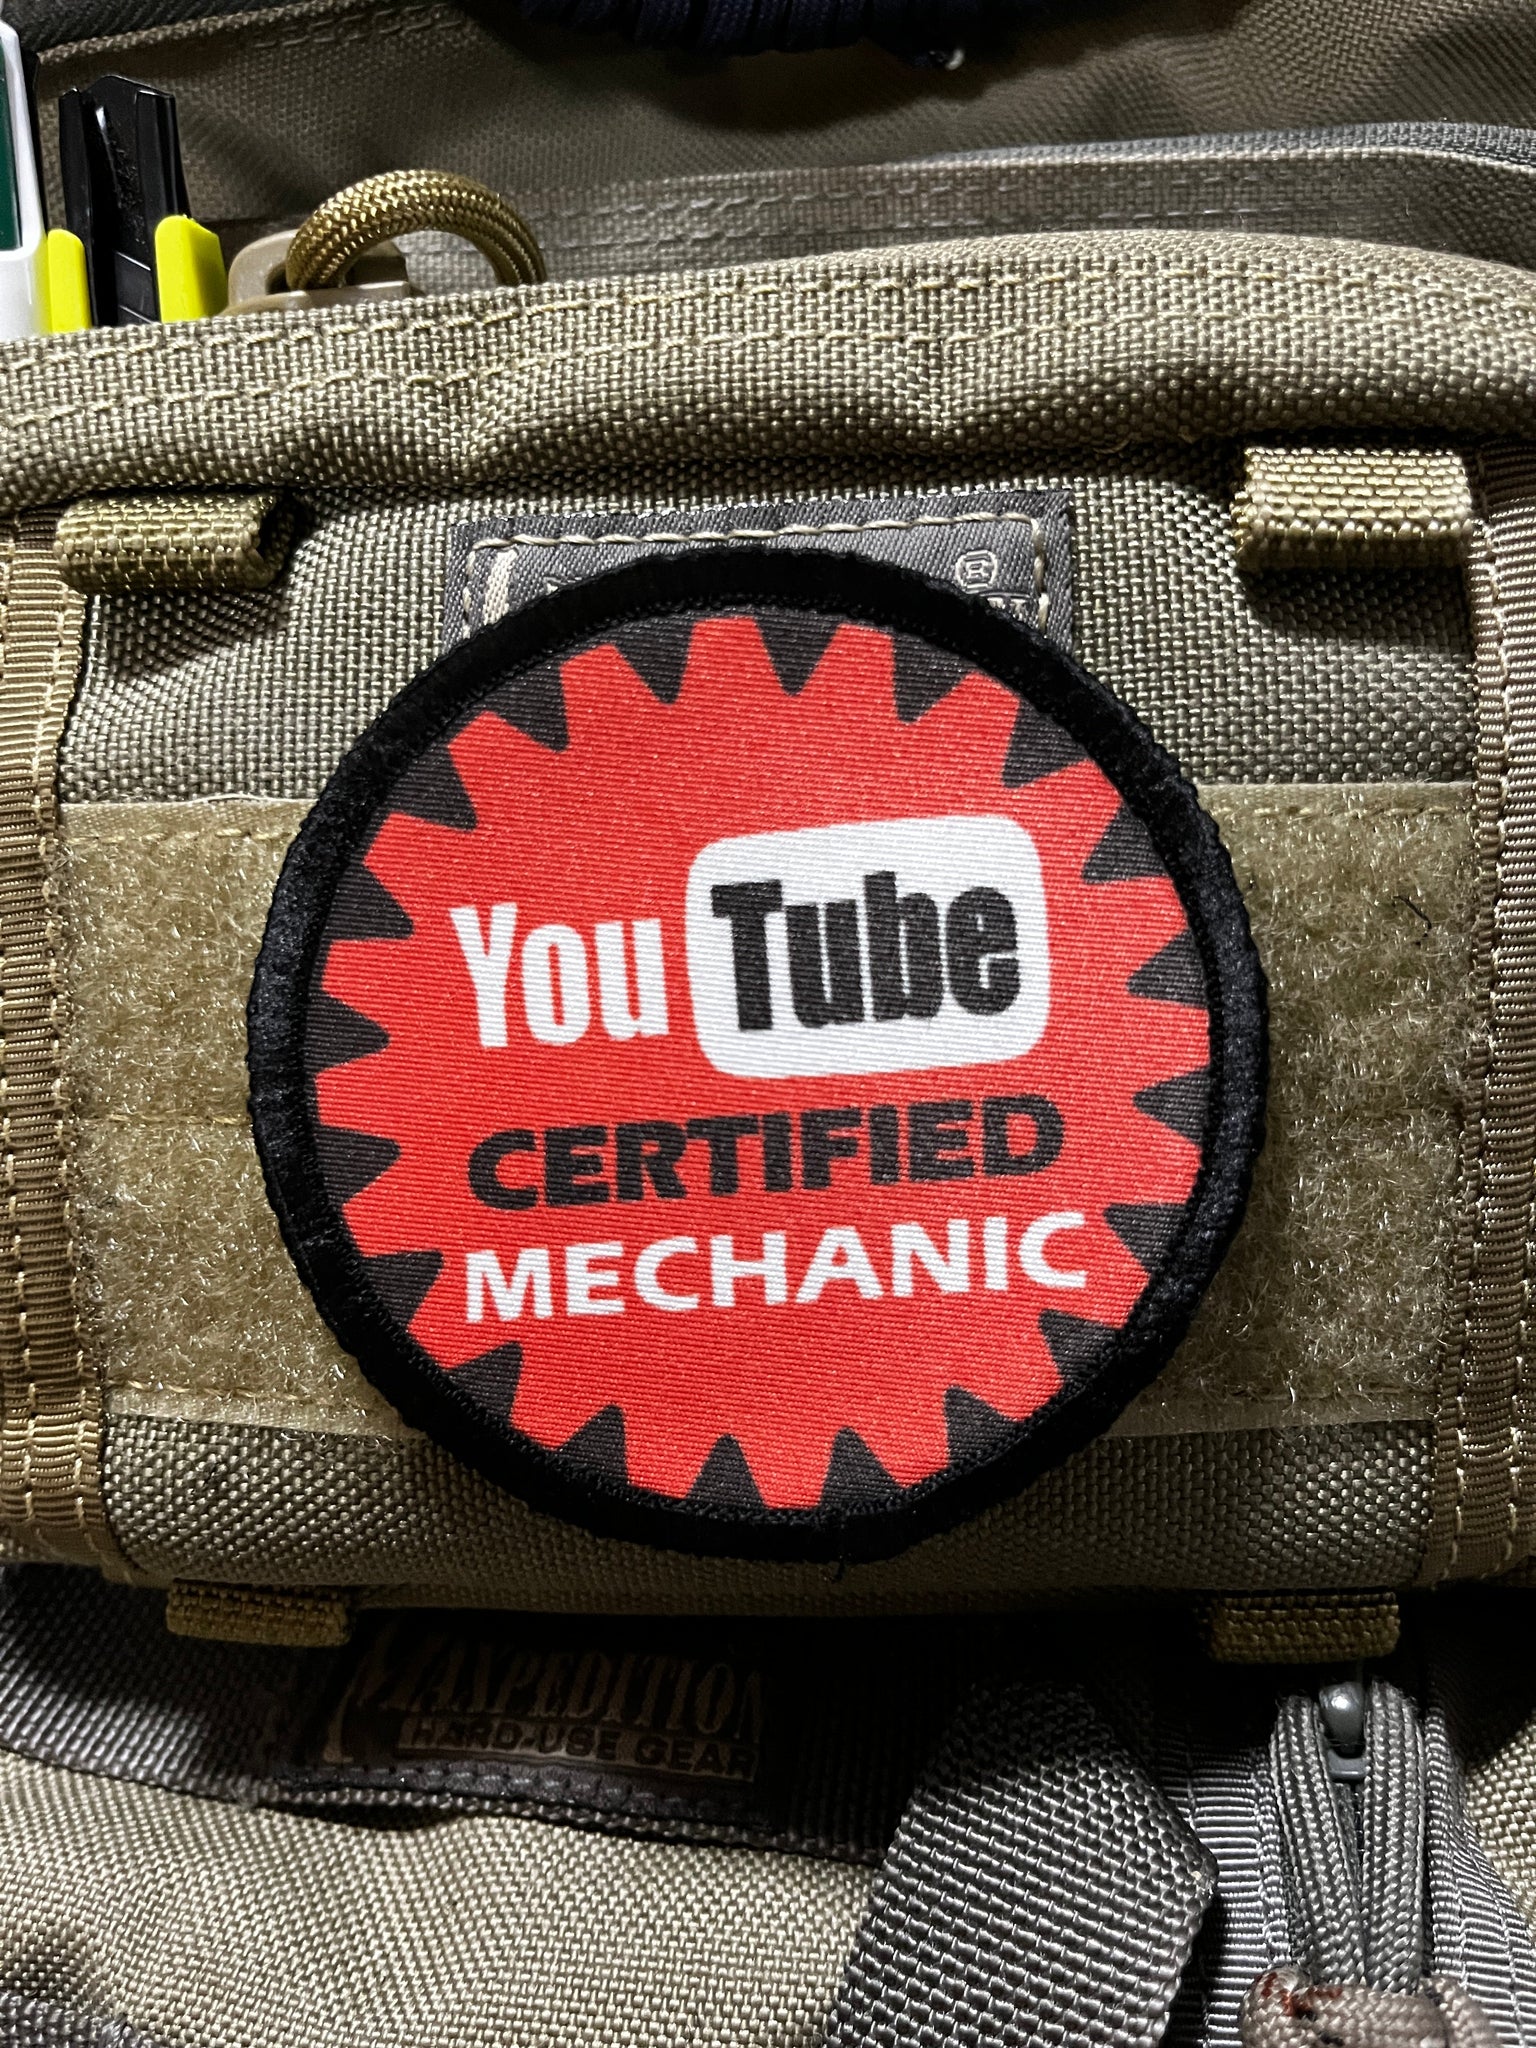 ®
YouTube
CERTIFIED
MECHANIC
MAXPEDITION
HARD-USE GEAR